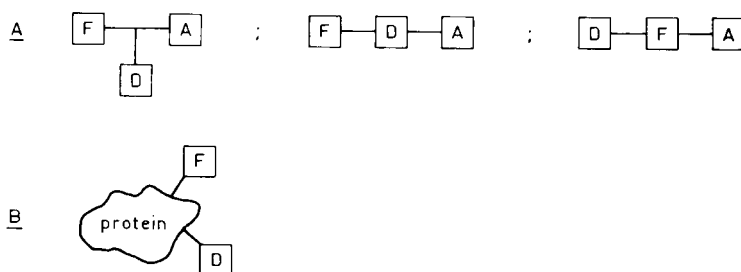 A F A ; F D A ; D F A
D
B F
protein
D